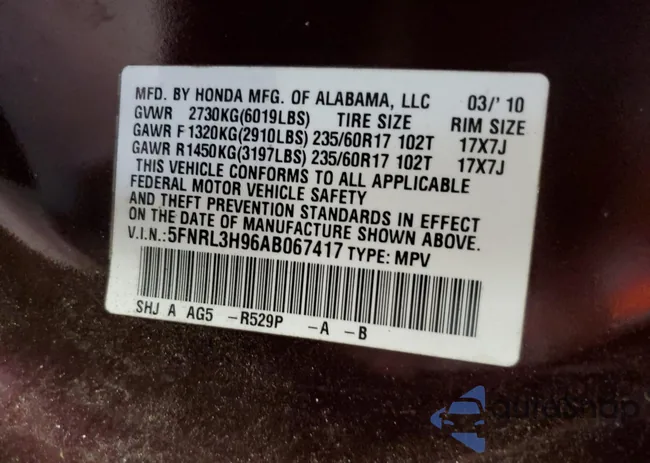 MFD. BY HONDA MFG. OF ALABAMA, LLC 03/'10
GVWR 2730KG(6019LBS) TIRE SIZE RIM SIZE
GAWR F 1320KG(2910LBS) 235/60R17 102T 17X7J
GAWR R1450KG(3197LBS) 235/60R17 102T 17X7J
THIS VEHICLE CONFORMS TO ALL APPLICABLE
FEDERAL MOTOR VEHICLE SAFETY
AND THEFT PREVENTION STANDARDS IN EFFECT
ON THE DATE OF MANUFACTURE SHOWN ABOVE.
V.I.N.:5FNRL3H96AB067417 TYPE: MPV
SHJ A AG5 -R529P -A -B